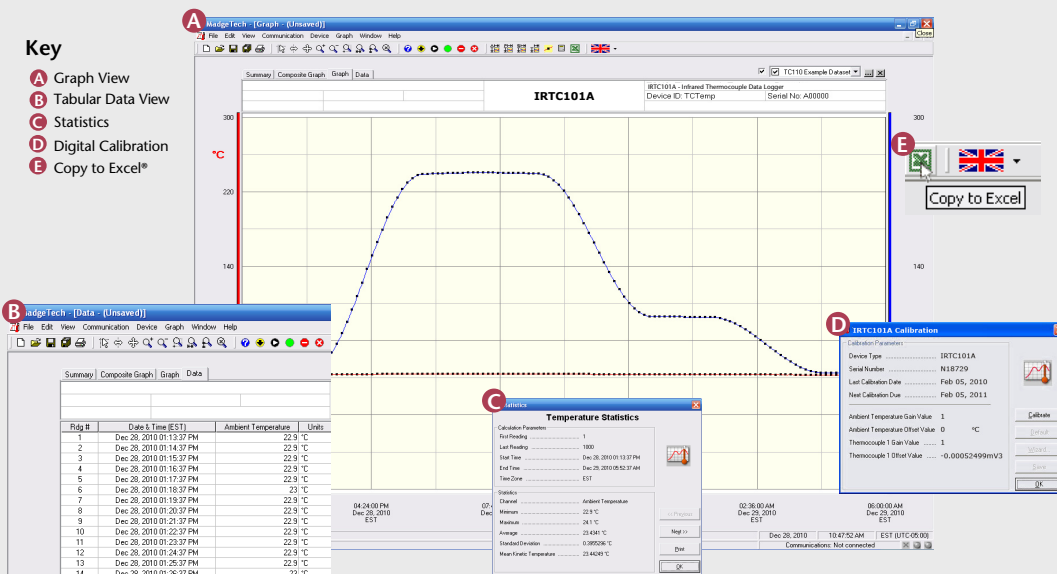 Key
A Graph View
B Tabular Data View
C Statistics
D Digital Calibration
E Copy to Excel®
A
MadgeTech - [Graph - (Unsaved)]
Close
File Edit View Communication Device Graph Window Help
Summary Composite Graph Graph Data
TC110 Example Dataset
IRTC101A
IRTC101A - Infrared Thermocouple Data Logger
Device ID: TCTemp Serial No: A00000
300
°C
220
140
300
140
04:24:00 PM
Dec 28, 2010
EST
02:36:00 AM
Dec 29, 2010
EST
06:00:00 AM
Dec 29, 2010
EST
Dec 28, 2010 10:47:52 AM EST (UTC-05:00)
Communications: Not connected
E
Copy to Excel
B
MadgeTech - [Data - (Unsaved)]
File Edit View Communication Device Graph Window Help
Summary Composite Graph Graph Data
Rdg # Date & Time (EST) Ambient Temperature Units
1 Dec 28, 2010 01:13:37 PM 22.9 °C
2 Dec 28, 2010 01:14:37 PM 22.9 °C
3 Dec 28, 2010 01:15:37 PM 22.9 °C
4 Dec 28, 2010 01:16:37 PM 22.9 °C
5 Dec 28, 2010 01:17:37 PM 22.9 °C
6 Dec 28, 2010 01:18:37 PM 23 °C
7 Dec 28, 2010 01:19:37 PM 22.9 °C
8 Dec 28, 2010 01:20:37 PM 22.9 °C
9 Dec 28, 2010 01:21:37 PM 22.9 °C
10 Dec 28, 2010 01:22:37 PM 22.9 °C
11 Dec 28, 2010 01:23:37 PM 22.9 °C
12 Dec 28, 2010 01:24:37 PM 22.9 °C
13 Dec 28, 2010 01:25:37 PM 22.9 °C
14 Dec 28, 2010 01:26:37 PM 23 °C
C
Statistics
Temperature Statistics
Calculation Parameters
First Reading 1
Last Reading 1000
Start Time Dec 28, 2010 01:13:37 PM
End Time Dec 29, 2010 05:52:37 AM
Time Zone EST
Statistics
Channel Ambient Temperature
Minimum 22.9 °C
Maximum 24.1 °C
Average 23.4341 °C
Standard Deviation 0.3955296 °C
Mean Kinetic Temperature 23.44249 °C
<< Previous
Next >>
Print
OK
D
IRTC101A Calibration
Calibration Parameters
Device Type IRTC101A
Serial Number N18729
Last Calibration Date Feb 05, 2010
Next Calibration Due Feb 05, 2011
Ambient Temperature Gain Value 1
Ambient Temperature Offset Value 0 °C
Thermocouple 1 Gain Value 1
Thermocouple 1 Offset Value -0.00052499mV3
Calibrate
Default
Wizard
Save
OK